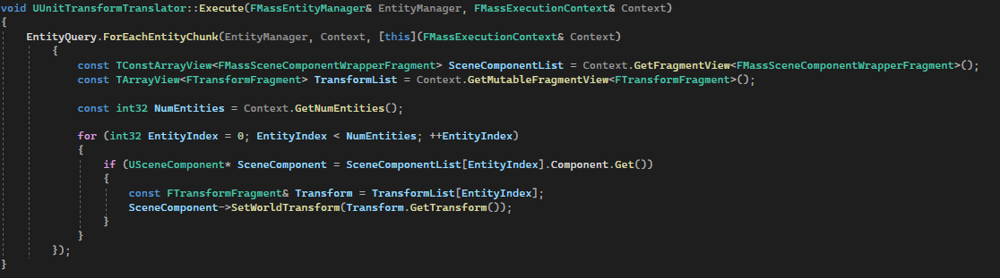 void UUnitTransformTranslator::Execute(FMassEntityManager& EntityManager, FMassExecutionContext& Context)
{
    EntityQuery.ForEachEntityChunk(EntityManager, Context, [this](FMassExecutionContext& Context)
        {
            const TConstArrayView<FMassSceneComponentWrapperFragment> SceneComponentList = Context.GetFragmentView<FMassSceneComponentWrapperFragment>();
            const TArrayView<FTransformFragment> TransformList = Context.GetMutableFragmentView<FTransformFragment>();

            const int32 NumEntities = Context.GetNumEntities();

            for (int32 EntityIndex = 0; EntityIndex < NumEntities; ++EntityIndex)
            {
                if (USceneComponent* SceneComponent = SceneComponentList[EntityIndex].Component.Get())
                {
                    const FTransformFragment& Transform = TransformList[EntityIndex];
                    SceneComponent->SetWorldTransform(Transform.GetTransform());
                }
            }
        });
}